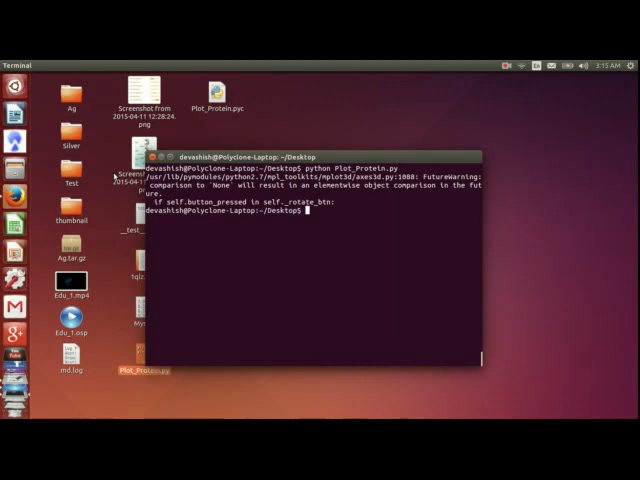 Terminal
En
3:15 AM
Ag
Screenshot from
2015-04-11 12:28:24.
png
Plot_Protein.pyc
Silver
Test
thumbnail
Ag.tar.gz
Edu_1.mp4
Edu_1.osp
md.log
Plot_Protein.py
devashish@Polyclone-Laptop: ~/Desktop
devashish@Polyclone-Laptop:~/Desktop$ python Plot_Protein.py
/usr/lib/pymodules/python2.7/mpl_toolkits/mplot3d/axes3d.py:1088: FutureWarning:
comparison to `None` will result in an elementwise object comparison in the fut
ure.
if self.button_pressed in self._rotate_btn:
devashish@Polyclone-Laptop:~/Desktop$